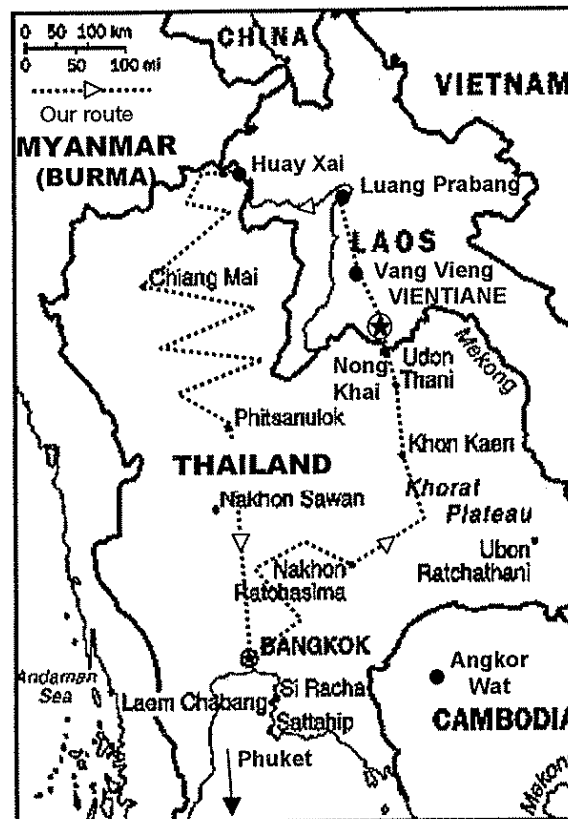 CHINA
0 50 100 km
0 50 100 mi
VIETNAM
Our route
MYANMAR
(BURMA)
Huay Xai
Luang Prabang
LAOS
Chiang Mai
Vang Vieng
VIENTIANE
Nong
Khai
Udon
Thani
Mekong
Phitsanulok
Khon Kaen
THAILAND
Khorat
Plateau
Nakhon Sawan
Ubon
Ratchathani
Nakhon
Ratchasima
BANGKOK
Andaman
Sea
Angkor
Wat
Laem Chabang
Si Racha
Sattahip
CAMBODIA
Phuket
Mekong